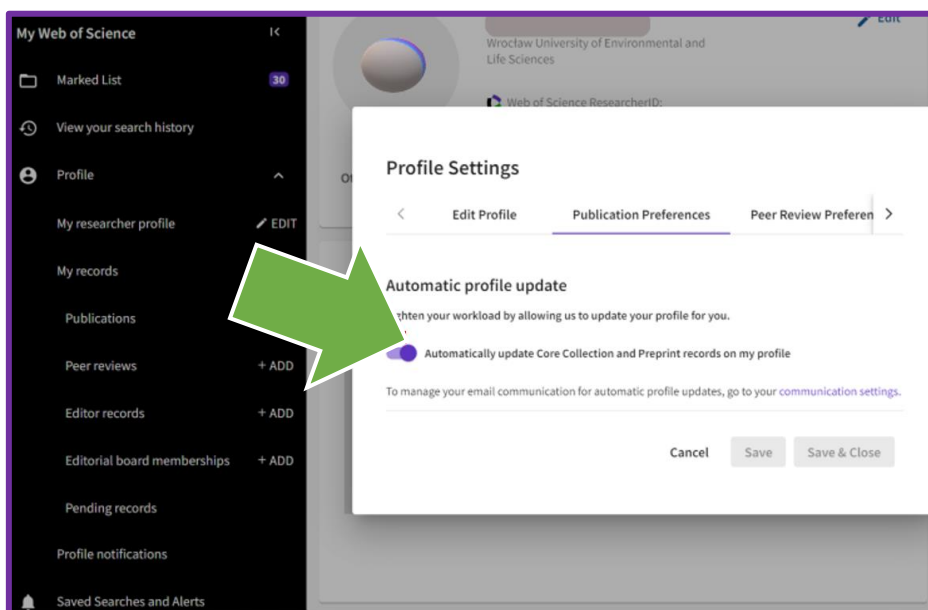 My Web of Science
Marked List
30
View your search history
Profile
My researcher profile
EDIT
My records
Publications
Peer reviews
+ ADD
Editor records
+ ADD
Editorial board memberships
+ ADD
Pending records
Profile notifications
Saved Searches and Alerts
Edit
Wrocław University of Environmental and
Life Sciences
Web of Science ResearcherID:
Profile Settings
Edit Profile
Publication Preferences
Peer Review Preferen
Automatic profile update
your workload by allowing us to update your profile for you.
Automatically update Core Collection and Preprint records on my profile
To manage your email communication for automatic profile updates, go to your communication settings.
Cancel
Save
Save & Close